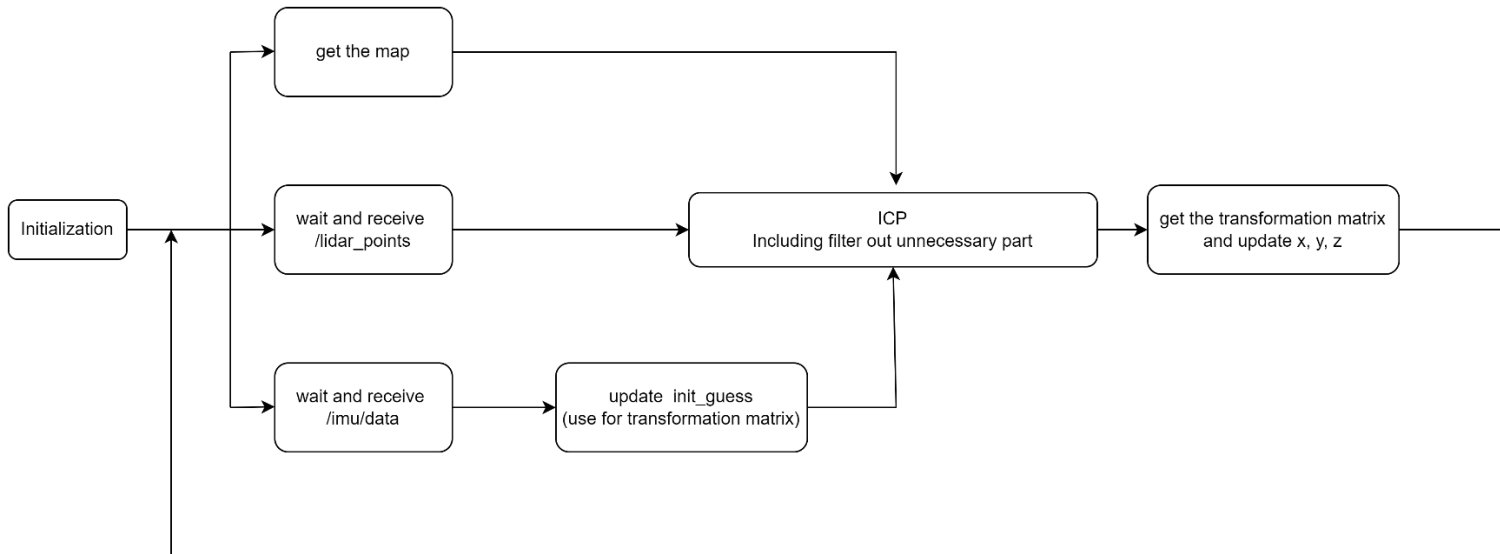 get the map
Initialization
wait and receive
/lidar_points
ICP
Including filter out unnecessary part
get the transformation matrix
and update x, y, z
wait and receive
/imu/data
update init_guess
(use for transformation matrix)